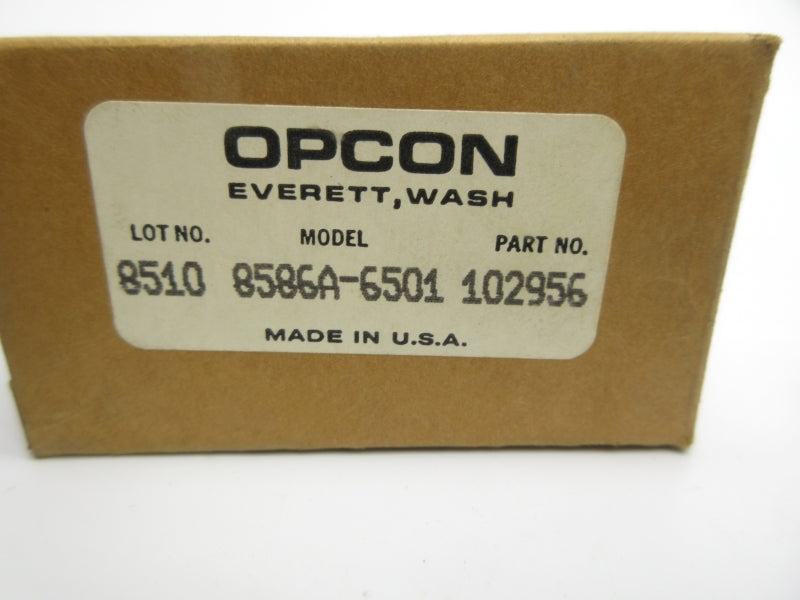 OPCON
EVERETT, WASH
LOT NO. MODEL PART NO.
8510 8586A-6501 102956
MADE IN U.S.A.